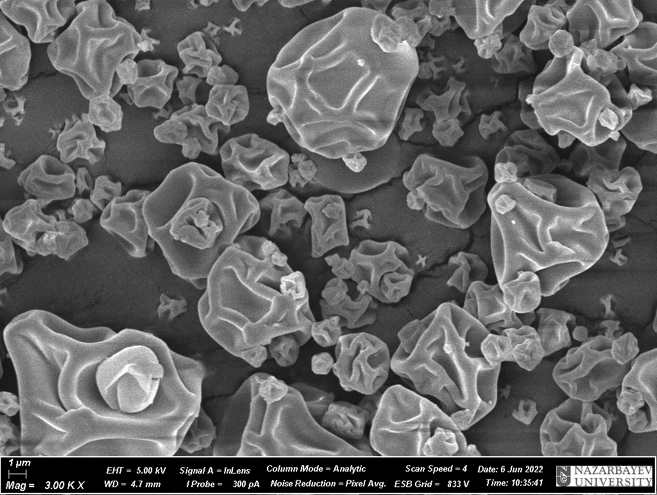 1 µm
Mag = 3.00 K X
EHT = 5.00 kV
WD = 4.7 mm
Signal A = InLens
I Probe = 300 pA
Column Mode = Analytic
Noise Reduction = Pixel Avg.
Scan Speed = 4
ESB Grid = 833 V
Date: 6 Jun 2022
Time: 10:35:41
NAZARBAYEV
UNIVERSITY